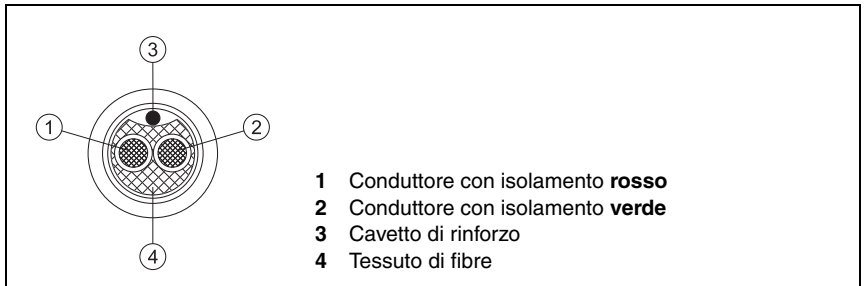 3
1
2
4
1 Conduttore con isolamento rosso
2 Conduttore con isolamento verde
3 Cavetto di rinforzo
4 Tessuto di fibre